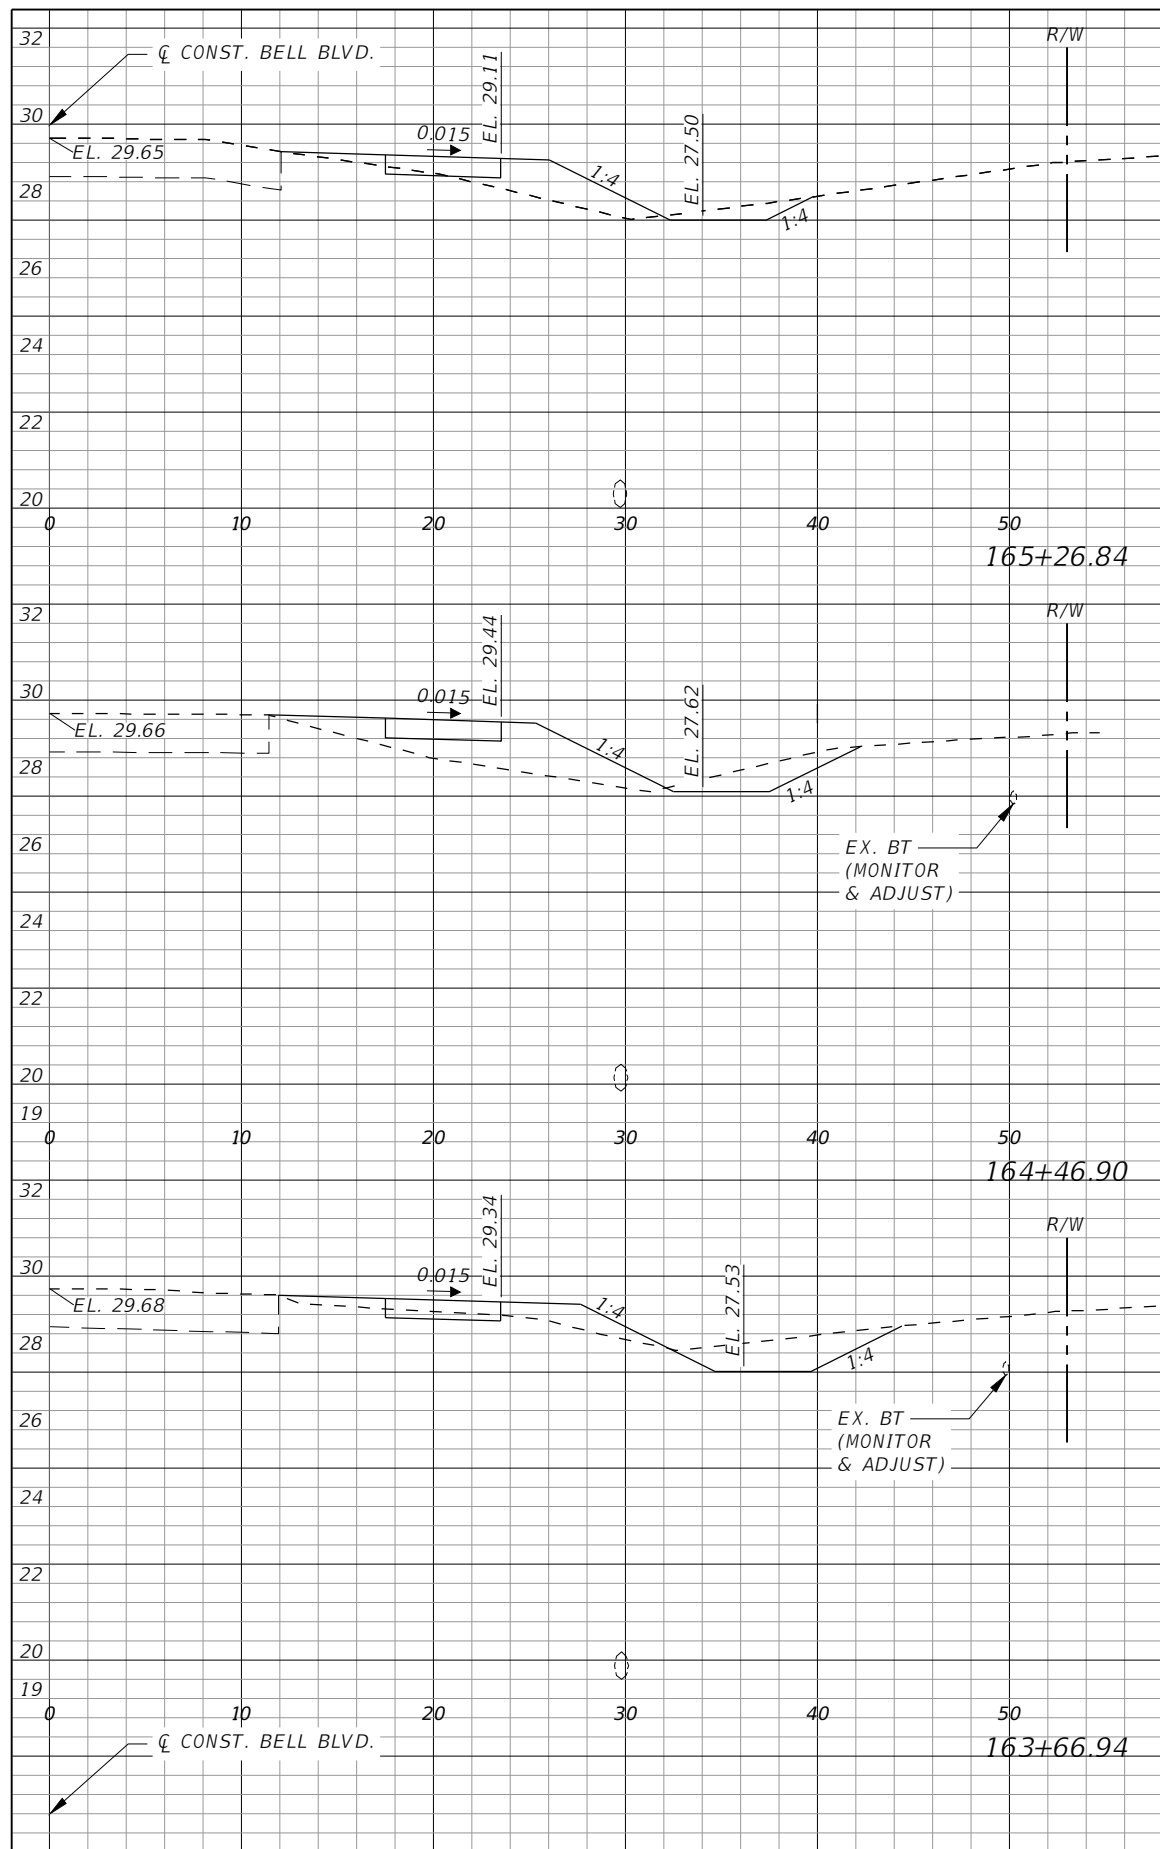 32
R/W
℄ CONST. BELL BLVD.
EL. 29.11
30
0.015
EL. 27.50
EL. 29.65
1:4
28
1:4
26
24
22
20
0 10 20 30 40 50
165+26.84
32
R/W
EL. 29.44
30
0.015
EL. 27.62
EL. 29.66
1:4
28
1:4
26
EX. BT
(MONITOR
& ADJUST)
24
22
20
19
0 10 20 30 40 50
164+46.90
32
R/W
EL. 29.34
30
0.015
EL. 27.53
EL. 29.68
1:4
28
1:4
26
EX. BT
(MONITOR
& ADJUST)
24
22
20
19
0 10 20 30 40 50
℄ CONST. BELL BLVD.
163+66.94